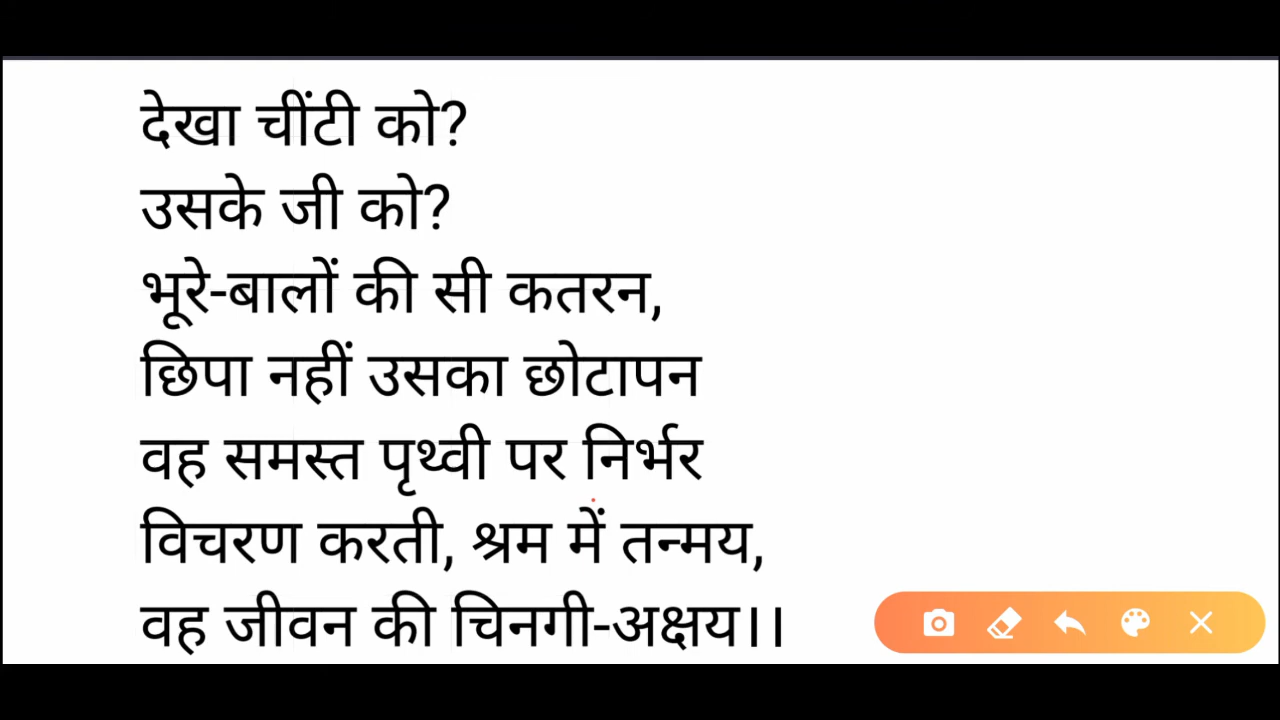 देखा चींटी को?
उसके जी को?
भूरे-बालों की सी कतरन,
छिपा नहीं उसका छोटापन
वह समस्त पृथ्वी पर निर्भर
विचरण करती, श्रम में तन्मय,
वह जीवन की चिनगी-अक्षय।।